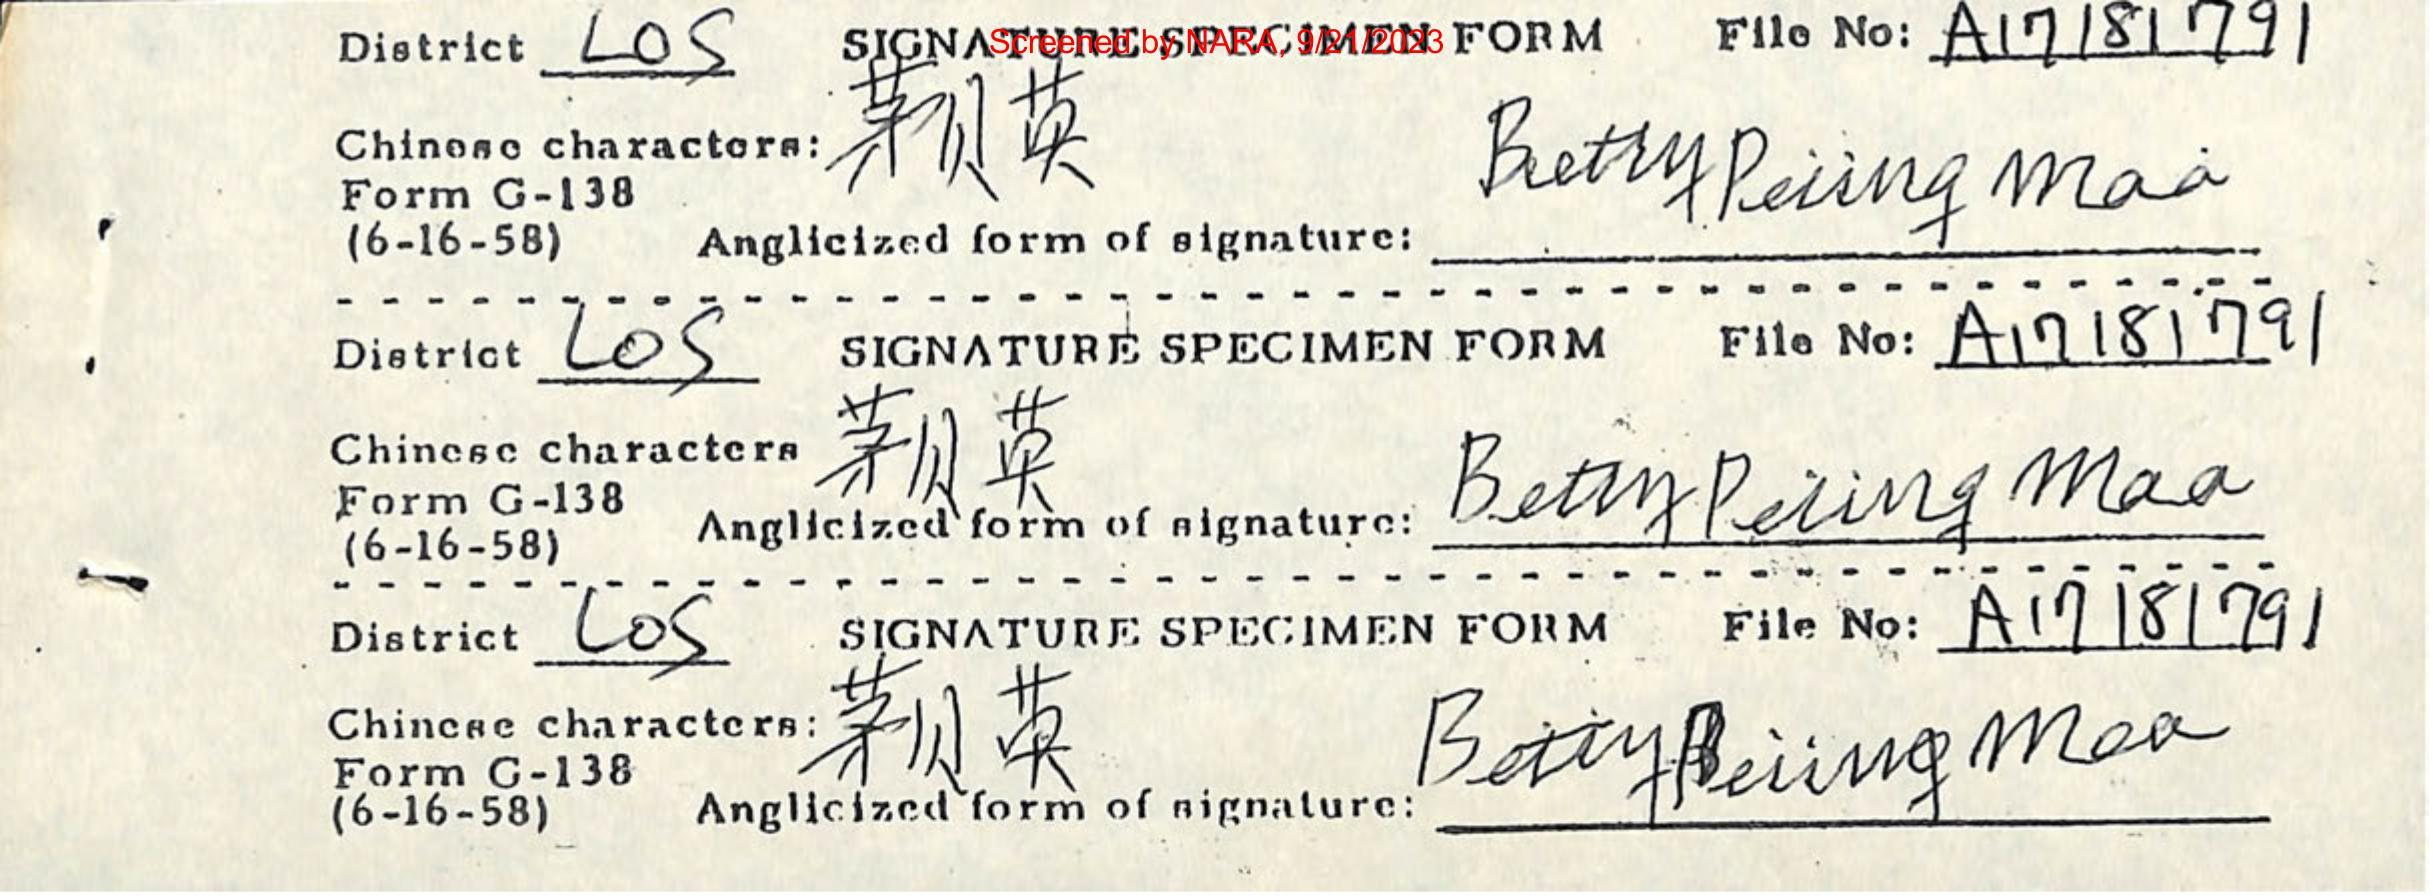 District LOS SIGNATURE SPECIMEN FORM File No: A17181791
Screened by NARA, 9/21/2023
Chinese characters: 茅貝英
Form G-138
(6-16-58) Anglicized form of signature: Betty Peiing Maa
District LOS SIGNATURE SPECIMEN FORM File No: A17181791
Chinese characters 茅貝英
Form G-138
(6-16-58) Anglicized form of signature: Betty Peiing Maa
District LOS SIGNATURE SPECIMEN FORM File No: A17181791
Chinese characters: 茅貝英
Form G-138
(6-16-58) Anglicized form of signature: Betty Peiing Maa